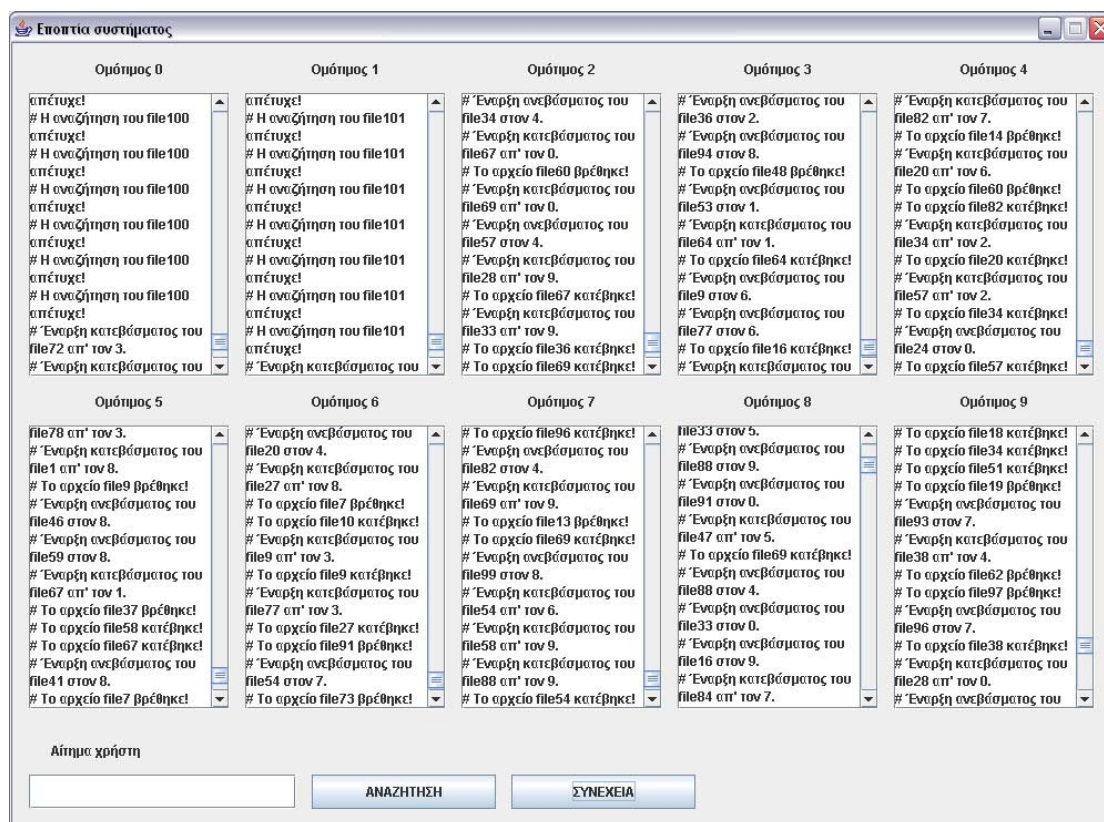 Εποπτία συστήματος
Ομότιμος 0
απέτυχε!
# Η αναζήτηση του file100
απέτυχε!
# Η αναζήτηση του file100
απέτυχε!
# Η αναζήτηση του file100
απέτυχε!
# Η αναζήτηση του file100
απέτυχε!
# Η αναζήτηση του file100
απέτυχε!
# Η αναζήτηση του file100
απέτυχε!
# Έναρξη κατεβάσματος του
file72 απ' τον 3.
# Έναρξη κατεβάσματος του
Ομότιμος 1
απέτυχε!
# Η αναζήτηση του file101
απέτυχε!
# Η αναζήτηση του file101
απέτυχε!
# Η αναζήτηση του file101
απέτυχε!
# Η αναζήτηση του file101
απέτυχε!
# Η αναζήτηση του file101
απέτυχε!
# Η αναζήτηση του file101
απέτυχε!
# Η αναζήτηση του file101
απέτυχε!
# Έναρξη κατεβάσματος του
Ομότιμος 2
# Έναρξη ανεβάσματος του
file34 στον 4.
# Έναρξη κατεβάσματος του
file67 απ' τον 0.
# Το αρχείο file60 βρέθηκε!
# Έναρξη κατεβάσματος του
file69 απ' τον 0.
# Έναρξη ανεβάσματος του
file57 στον 4.
# Έναρξη κατεβάσματος του
file28 απ' τον 9.
# Το αρχείο file67 κατέβηκε!
# Έναρξη κατεβάσματος του
file33 απ' τον 9.
# Το αρχείο file36 κατέβηκε!
# Το αρχείο file69 κατέβηκε!
Ομότιμος 3
# Έναρξη ανεβάσματος του
file36 στον 2.
# Έναρξη ανεβάσματος του
file94 στον 8.
# Το αρχείο file48 βρέθηκε!
# Έναρξη ανεβάσματος του
file53 στον 1.
# Έναρξη κατεβάσματος του
file64 απ' τον 1.
# Το αρχείο file64 κατέβηκε!
# Έναρξη ανεβάσματος του
file9 στον 6.
# Έναρξη ανεβάσματος του
file77 στον 6.
# Το αρχείο file16 κατέβηκε!
# Έναρξη κατεβάσματος του
Ομότιμος 4
# Έναρξη κατεβάσματος του
file82 απ' τον 7.
# Το αρχείο file14 βρέθηκε!
# Έναρξη κατεβάσματος του
file20 απ' τον 6.
# Το αρχείο file60 βρέθηκε!
# Το αρχείο file82 κατέβηκε!
# Έναρξη κατεβάσματος του
file34 απ' τον 2.
# Το αρχείο file20 κατέβηκε!
# Έναρξη κατεβάσματος του
file57 απ' τον 2.
# Το αρχείο file34 κατέβηκε!
# Έναρξη ανεβάσματος του
file24 στον 0.
# Το αρχείο file57 κατέβηκε!
Ομότιμος 5
file78 απ' τον 3.
# Έναρξη κατεβάσματος του
file1 απ' τον 8.
# Το αρχείο file9 βρέθηκε!
# Έναρξη ανεβάσματος του
file46 στον 8.
# Έναρξη ανεβάσματος του
file59 στον 8.
# Έναρξη κατεβάσματος του
file67 απ' τον 1.
# Το αρχείο file37 βρέθηκε!
# Το αρχείο file58 κατέβηκε!
# Το αρχείο file67 κατέβηκε!
# Έναρξη ανεβάσματος του
file41 στον 8.
# Το αρχείο file7 βρέθηκε!
Ομότιμος 6
# Έναρξη ανεβάσματος του
file20 στον 4.
# Έναρξη κατεβάσματος του
file27 απ' τον 8.
# Το αρχείο file7 βρέθηκε!
# Το αρχείο file10 κατέβηκε!
# Έναρξη κατεβάσματος του
file9 απ' τον 3.
# Το αρχείο file9 κατέβηκε!
# Έναρξη κατεβάσματος του
file77 απ' τον 3.
# Το αρχείο file27 κατέβηκε!
# Το αρχείο file91 βρέθηκε!
# Έναρξη ανεβάσματος του
file54 στον 7.
# Το αρχείο file73 βρέθηκε!
Ομότιμος 7
# Το αρχείο file96 κατέβηκε!
# Έναρξη ανεβάσματος του
file82 στον 4.
# Έναρξη κατεβάσματος του
file69 απ' τον 9.
# Το αρχείο file13 βρέθηκε!
# Το αρχείο file69 κατέβηκε!
# Έναρξη ανεβάσματος του
file99 στον 8.
# Έναρξη κατεβάσματος του
file54 απ' τον 6.
# Έναρξη κατεβάσματος του
file58 απ' τον 9.
# Έναρξη κατεβάσματος του
file88 απ' τον 9.
# Το αρχείο file54 κατέβηκε!
Ομότιμος 8
file33 στον 5.
# Έναρξη ανεβάσματος του
file88 στον 9.
# Έναρξη ανεβάσματος του
file91 στον 0.
# Έναρξη κατεβάσματος του
file47 απ' τον 5.
# Το αρχείο file69 κατέβηκε!
# Έναρξη ανεβάσματος του
file88 στον 4.
# Έναρξη ανεβάσματος του
file33 στον 0.
# Έναρξη ανεβάσματος του
file16 στον 9.
# Έναρξη κατεβάσματος του
file84 απ' τον 7.
Ομότιμος 9
# Το αρχείο file18 κατέβηκε!
# Το αρχείο file34 κατέβηκε!
# Το αρχείο file51 κατέβηκε!
# Το αρχείο file19 βρέθηκε!
# Έναρξη ανεβάσματος του
file93 στον 7.
# Έναρξη κατεβάσματος του
file38 απ' τον 4.
# Το αρχείο file62 βρέθηκε!
# Το αρχείο file97 βρέθηκε!
# Έναρξη ανεβάσματος του
file96 στον 7.
# Το αρχείο file38 κατέβηκε!
# Έναρξη κατεβάσματος του
file28 απ' τον 0.
# Έναρξη ανεβάσματος του
Αίτημα χρήστη
ΑΝΑΖΗΤΗΣΗ
ΣΥΝΕΧΕΙΑ